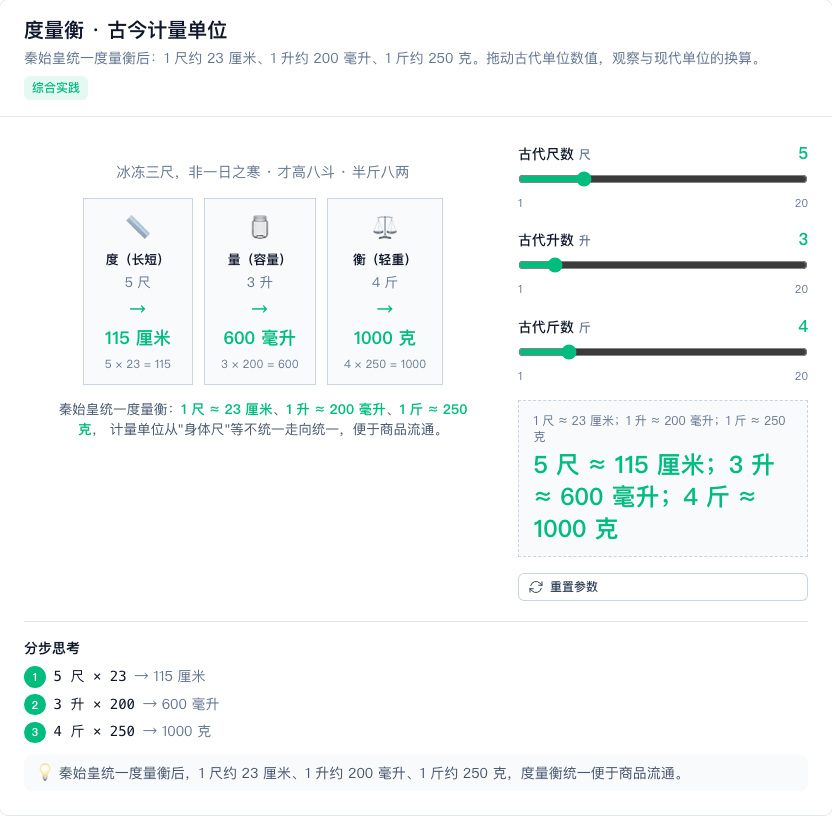 度量衡 · 古今计量单位
秦始皇统一度量衡后：1 尺约 23 厘米、1 升约 200 毫升、1 斤约 250 克。拖动古代单位数值，观察与现代单位的换算。
综合实践
冰冻三尺，非一日之寒 · 才高八斗 · 半斤八两
度（长短）
5 尺
→
115 厘米
5 × 23 = 115
量（容量）
3 升
→
600 毫升
3 × 200 = 600
衡（轻重）
4 斤
→
1000 克
4 × 250 = 1000
秦始皇统一度量衡：1 尺 ≈ 23 厘米、1 升 ≈ 200 毫升、1 斤 ≈ 250
克， 计量单位从"身体尺"等不统一走向统一，便于商品流通。
古代尺数 尺 5
1 20
古代升数 升 3
1 20
古代斤数 斤 4
1 20
1 尺 ≈ 23 厘米；1 升 ≈ 200 毫升；1 斤 ≈ 250
克
5 尺 ≈ 115 厘米；3 升
≈ 600 毫升；4 斤 ≈
1000 克
重置参数
分步思考
1 5 尺 × 23 → 115 厘米
2 3 升 × 200 → 600 毫升
3 4 斤 × 250 → 1000 克
秦始皇统一度量衡后，1 尺约 23 厘米、1 升约 200 毫升、1 斤约 250 克，度量衡统一便于商品流通。